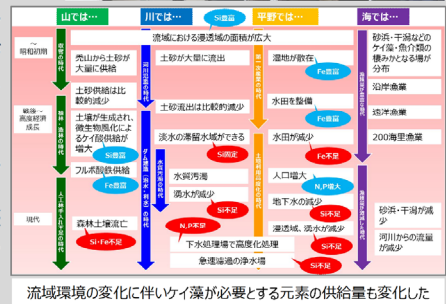 山では…
川では…
Si豊富
平野では…
海では…
～
昭和初期
戦後～
高度経済
成長
現代
流域における浸透域の面積が広大
禿山から土砂が
大量に供給
土砂供給は比
較的減少
土壌が生成され、
微生物風化によ
るケイ酸供給が
増大
Si豊富
フルボ酸鉄供給
Fe豊富
森林土壌流亡
Si・Fe不足
土砂が大量に流出
土砂流出は比較的減少
淡水の滞留水域ができる
Si固定
水質汚濁
湧水が減少
N,P不足
Si不足
下水処理場で高度処理
急速濾過の浄水場
Si不足
湿地が散在
Fe豊富
水田を整備
Fe豊富
水田が減少
Fe不足
人口増大
N,P増大
地下水の減少
Si不足
浸透域、湧水が減少
Si不足
砂浜・干潟などの
ケイ藻・魚介類の
棲みかとなる場が
分布
沿岸漁業
遠洋漁業
200海里漁業
砂浜・干潟が減
少
河川からの流量
が減少
水質汚濁の時代
流域環境の変化に伴いケイ藻が必要とする元素の供給量も変化した